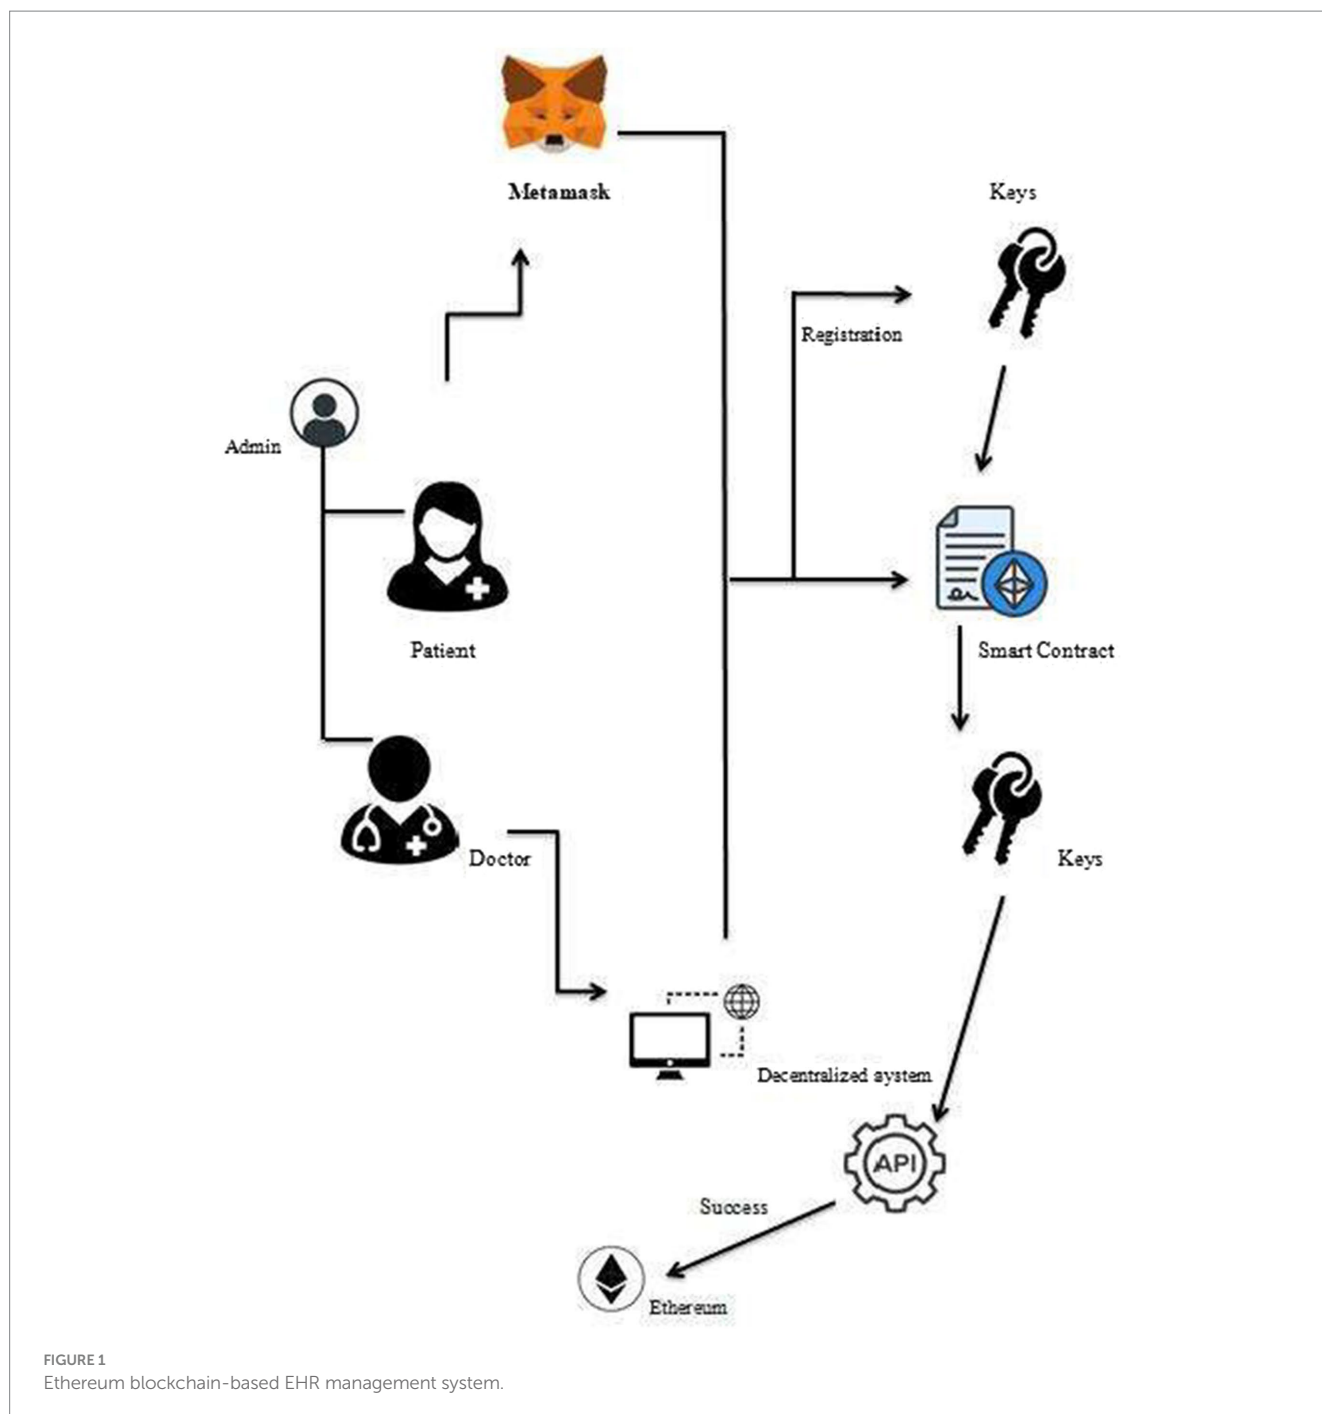 Metamask
Keys
Registration
Admin
Patient
Smart Contract
Doctor
Keys
Decentralized system
API
Success
Ethereum
FIGURE 1
Ethereum blockchain-based EHR management system.